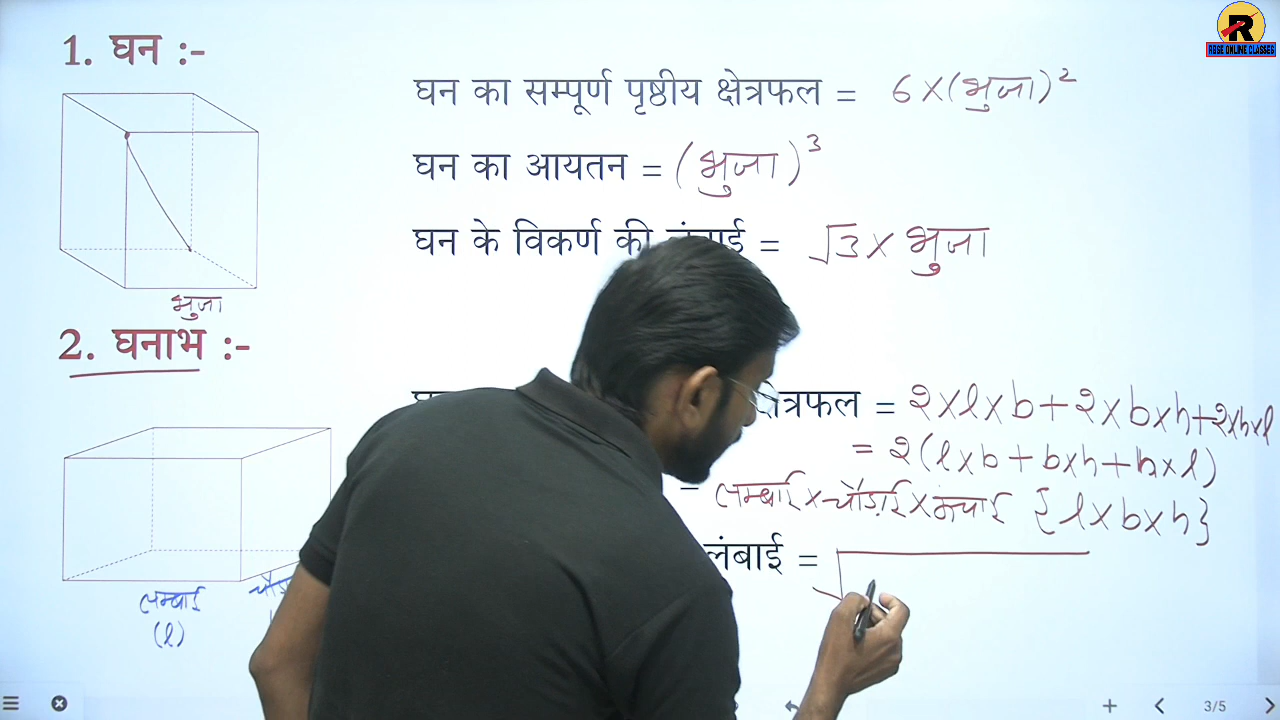 R
RBSE ONLINE CLASSES
1. घन :-
घन का सम्पूर्ण पृष्ठीय क्षेत्रफल = 6 × (भुजा)²
घन का आयतन = (भुजा)³
घन के विकर्ण की लंबाई = √3 × भुजा
भुजा
2. घनाभ :-
क्षेत्रफल = 2×l×b + 2×b×h + 2×h×l
= 2(l×b + b×h + h×l)
= लम्बाई × चौड़ाई × ऊंचाई {l×b×h}
लंबाई = √
लम्बाई
(l)
3/5